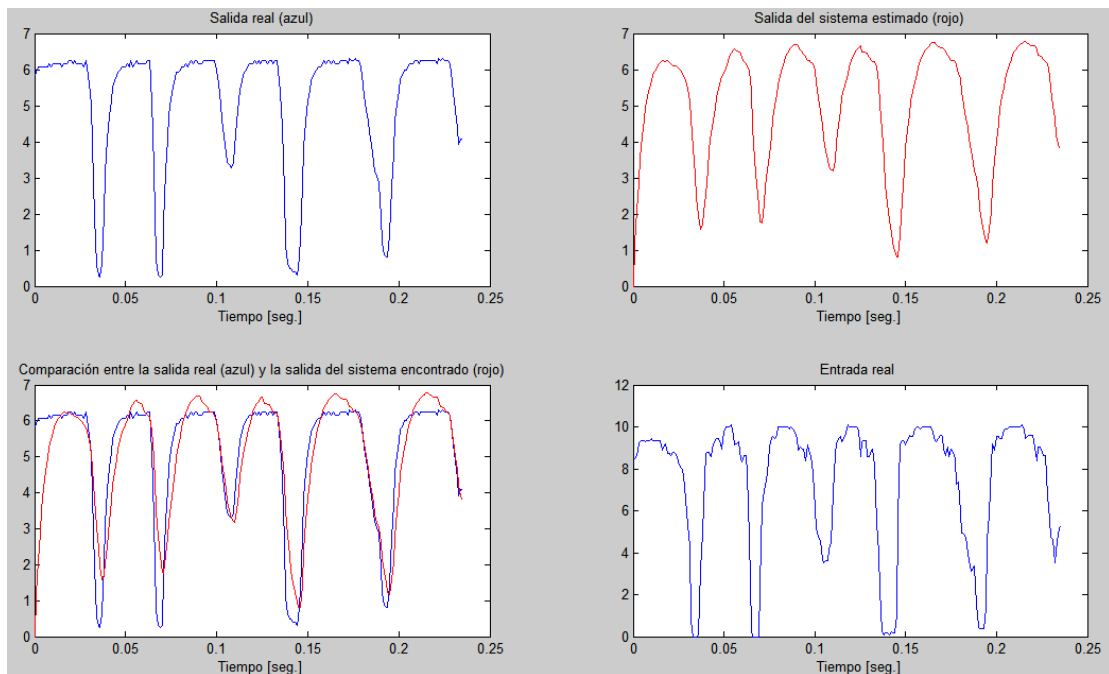 Salida real (azul)
7
6
5
4
3
2
1
0
0 0.05 0.1 0.15 0.2 0.25
Tiempo [seg.]
Salida del sistema estimado (rojo)
7
6
5
4
3
2
1
0
0 0.05 0.1 0.15 0.2 0.25
Tiempo [seg.]
Comparación entre la salida real (azul) y la salida del sistema encontrado (rojo)
7
6
5
4
3
2
1
0
0 0.05 0.1 0.15 0.2 0.25
Tiempo [seg.]
Entrada real
12
10
8
6
4
2
0
0 0.05 0.1 0.15 0.2 0.25
Tiempo [seg.]